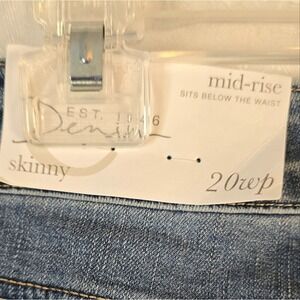 mid-rise
SITS BELOW THE WAIST
EST. 1946
Denim
skinny
20wp